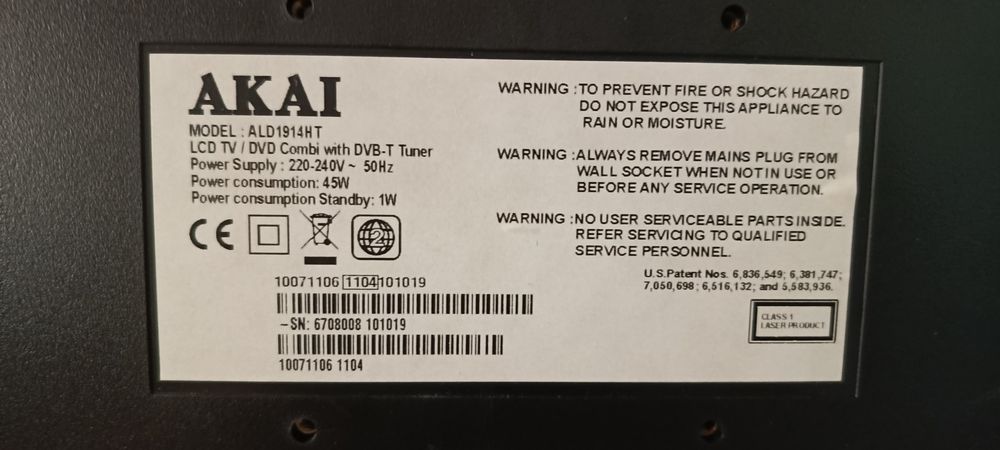 AKAI
MODEL : ALD1914HT
LCD TV / DVD Combi with DVB-T Tuner
Power Supply : 220-240V ~ 50Hz
Power consumption: 45W
Power consumption Standby: 1W
CE
2
10071106 1104 101019
~SN: 6708008 101019
10071106 1104
WARNING : TO PREVENT FIRE OR SHOCK HAZARD
DO NOT EXPOSE THIS APPLIANCE TO
RAIN OR MOISTURE.
WARNING : ALWAYS REMOVE MAINS PLUG FROM
WALL SOCKET WHEN NOT IN USE OR
BEFORE ANY SERVICE OPERATION.
WARNING : NO USER SERVICEABLE PARTS INSIDE.
REFER SERVICING TO QUALIFIED
SERVICE PERSONNEL.
U.S.Patent Nos. 6,836,549; 6,381,747;
7,050,698; 6,516,132; and 5,583,936.
CLASS 1
LASER PRODUCT